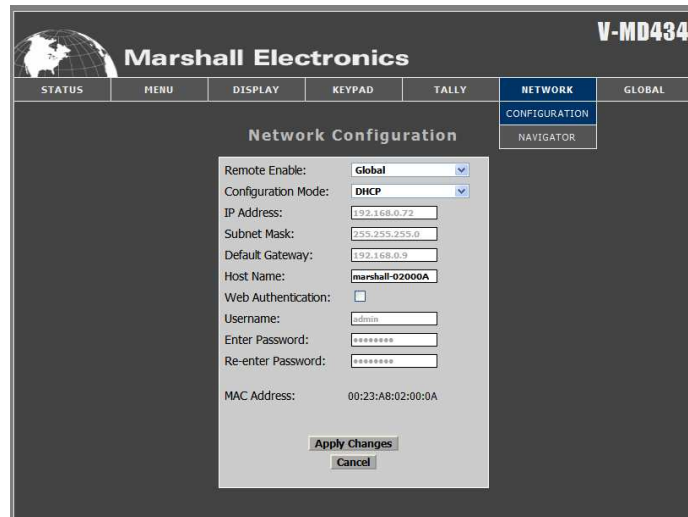 V-MD434
Marshall Electronics
STATUS MENU DISPLAY KEYPAD TALLY NETWORK GLOBAL
CONFIGURATION
NAVIGATOR
Network Configuration
Remote Enable: Global
Configuration Mode: DHCP
IP Address: 192.168.0.72
Subnet Mask: 255.255.255.0
Default Gateway: 192.168.0.9
Host Name: marshall-02000A
Web Authentication:
Username: admin
Enter Password: ••••••••
Re-enter Password: ••••••••
MAC Address: 00:23:A8:02:00:0A
Apply Changes
Cancel